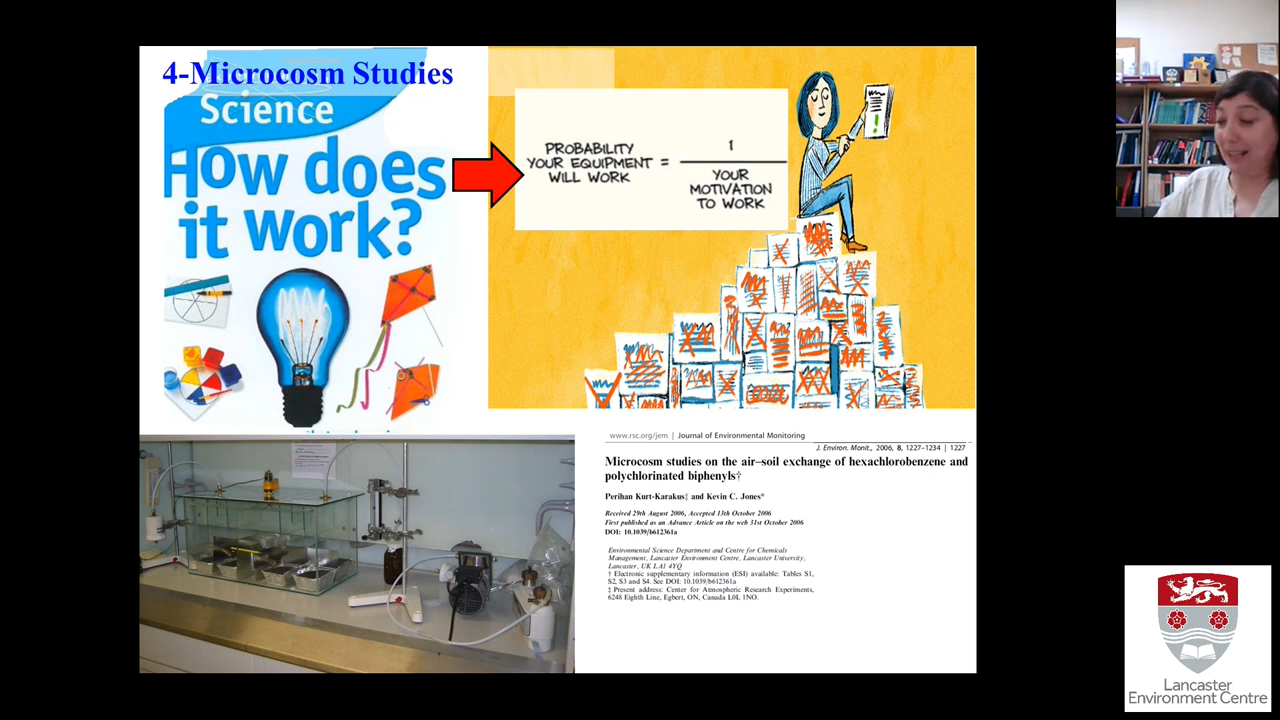 4-Microcosm Studies
Science
How does
it work?
PROBABILITY
YOUR EQUIPMENT
WILL WORK
=
1
YOUR
MOTIVATION
TO WORK
www.rsc.org/jem | Journal of Environmental Monitoring
J. Environ. Monit., 2006, 8, 1227–1234 | 1227
Microcosm studies on the air–soil exchange of hexachlorobenzene and
polychlorinated biphenyls†
Perihan Kurt-Karakus‡ and Kevin C. Jones*
Received 29th August 2006, Accepted 13th October 2006
First published as an Advance Article on the web 31st October 2006
DOI: 10.1039/b612361a
Environmental Science Department and Centre for Chemicals
Management, Lancaster Environment Centre, Lancaster University,
Lancaster, UK LA1 4YQ
† Electronic supplementary information (ESI) available: Tables S1,
S2, S3 and S4. See DOI: 10.1039/b612361a
‡ Present address: Center for Atmospheric Research Experiments,
6248 Eighth Line, Egbert, ON, Canada L0L 1NO.
Lancaster
Environment Centre